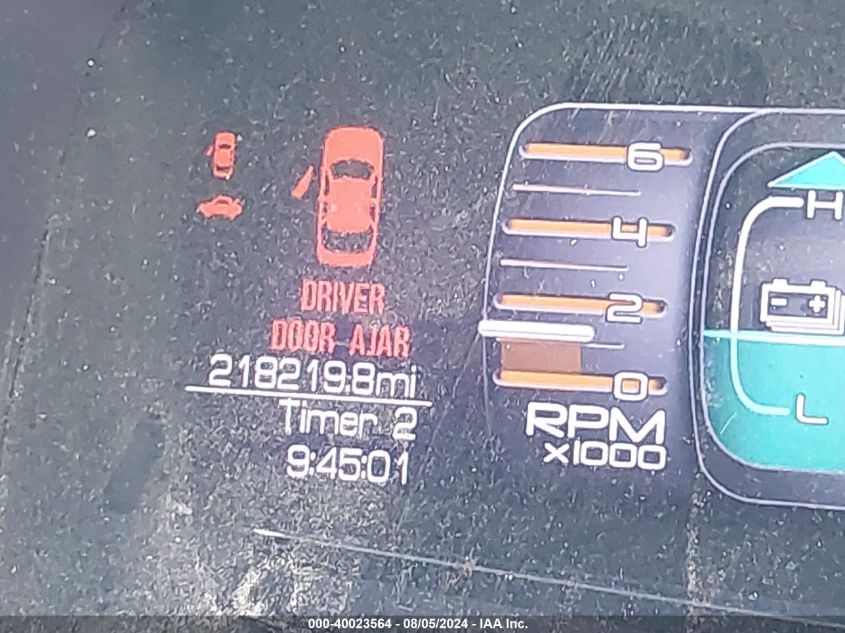 DRIVER
DOOR AJAR
218219.8mi
Timer 2
9:45:01
6
4
2
0
RPM
x1000
H
L
000-40023564 - 08/05/2024 - IAA Inc.